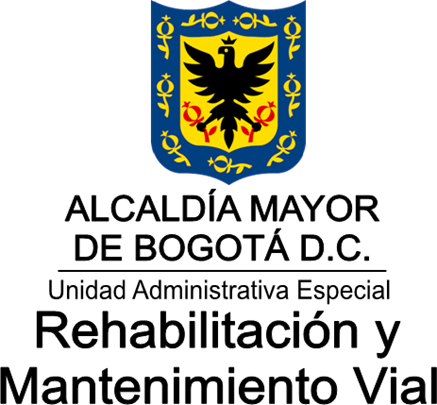 ALCALDÍA MAYOR
DE BOGOTÁ D.C.
Unidad Administrativa Especial
Rehabilitación y
Mantenimiento Vial